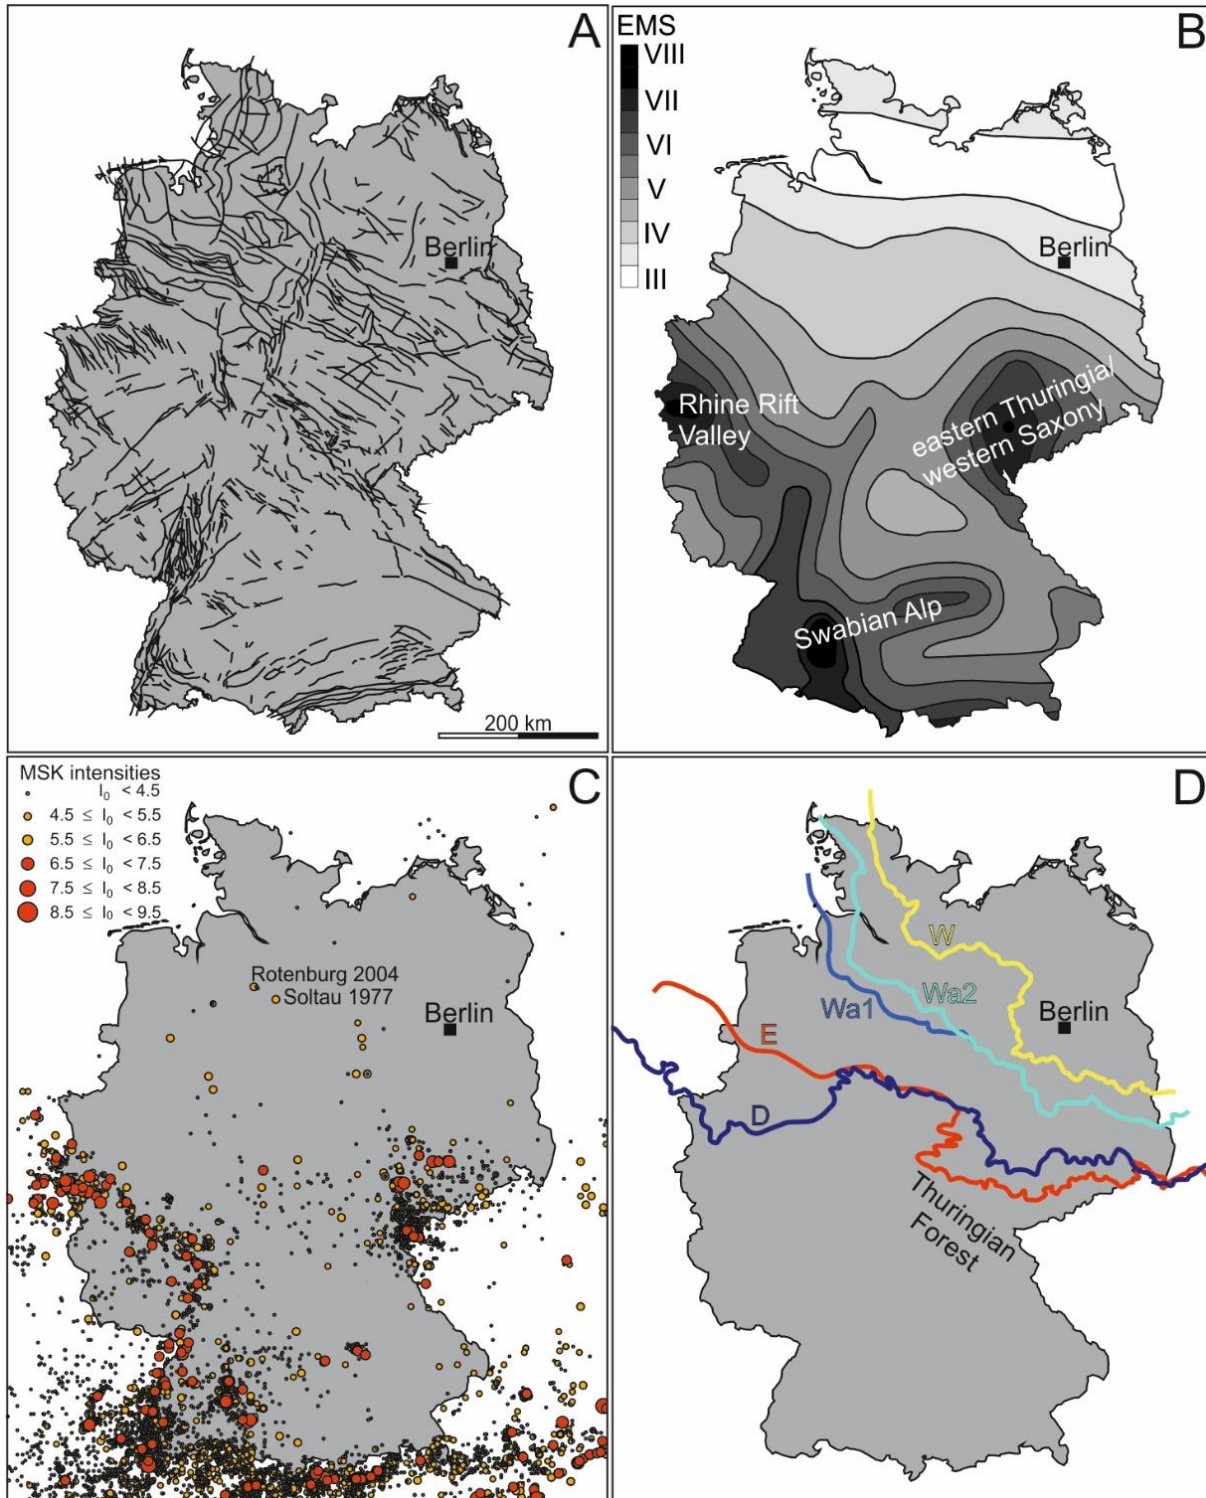 A
Berlin
200 km
B
EMS
VIII
VII
VI
V
IV
III
Berlin
Rhine Rift
Valley
eastern Thuringia/
western Saxony
Swabian Alp
C
MSK intensities
I₀ < 4.5
4.5 ≤ I₀ < 5.5
5.5 ≤ I₀ < 6.5
6.5 ≤ I₀ < 7.5
7.5 ≤ I₀ < 8.5
8.5 ≤ I₀ < 9.5
Rotenburg 2004
Soltau 1977
Berlin
D
W
Wa2
Wa1
Berlin
E
D
Thuringian
Forest